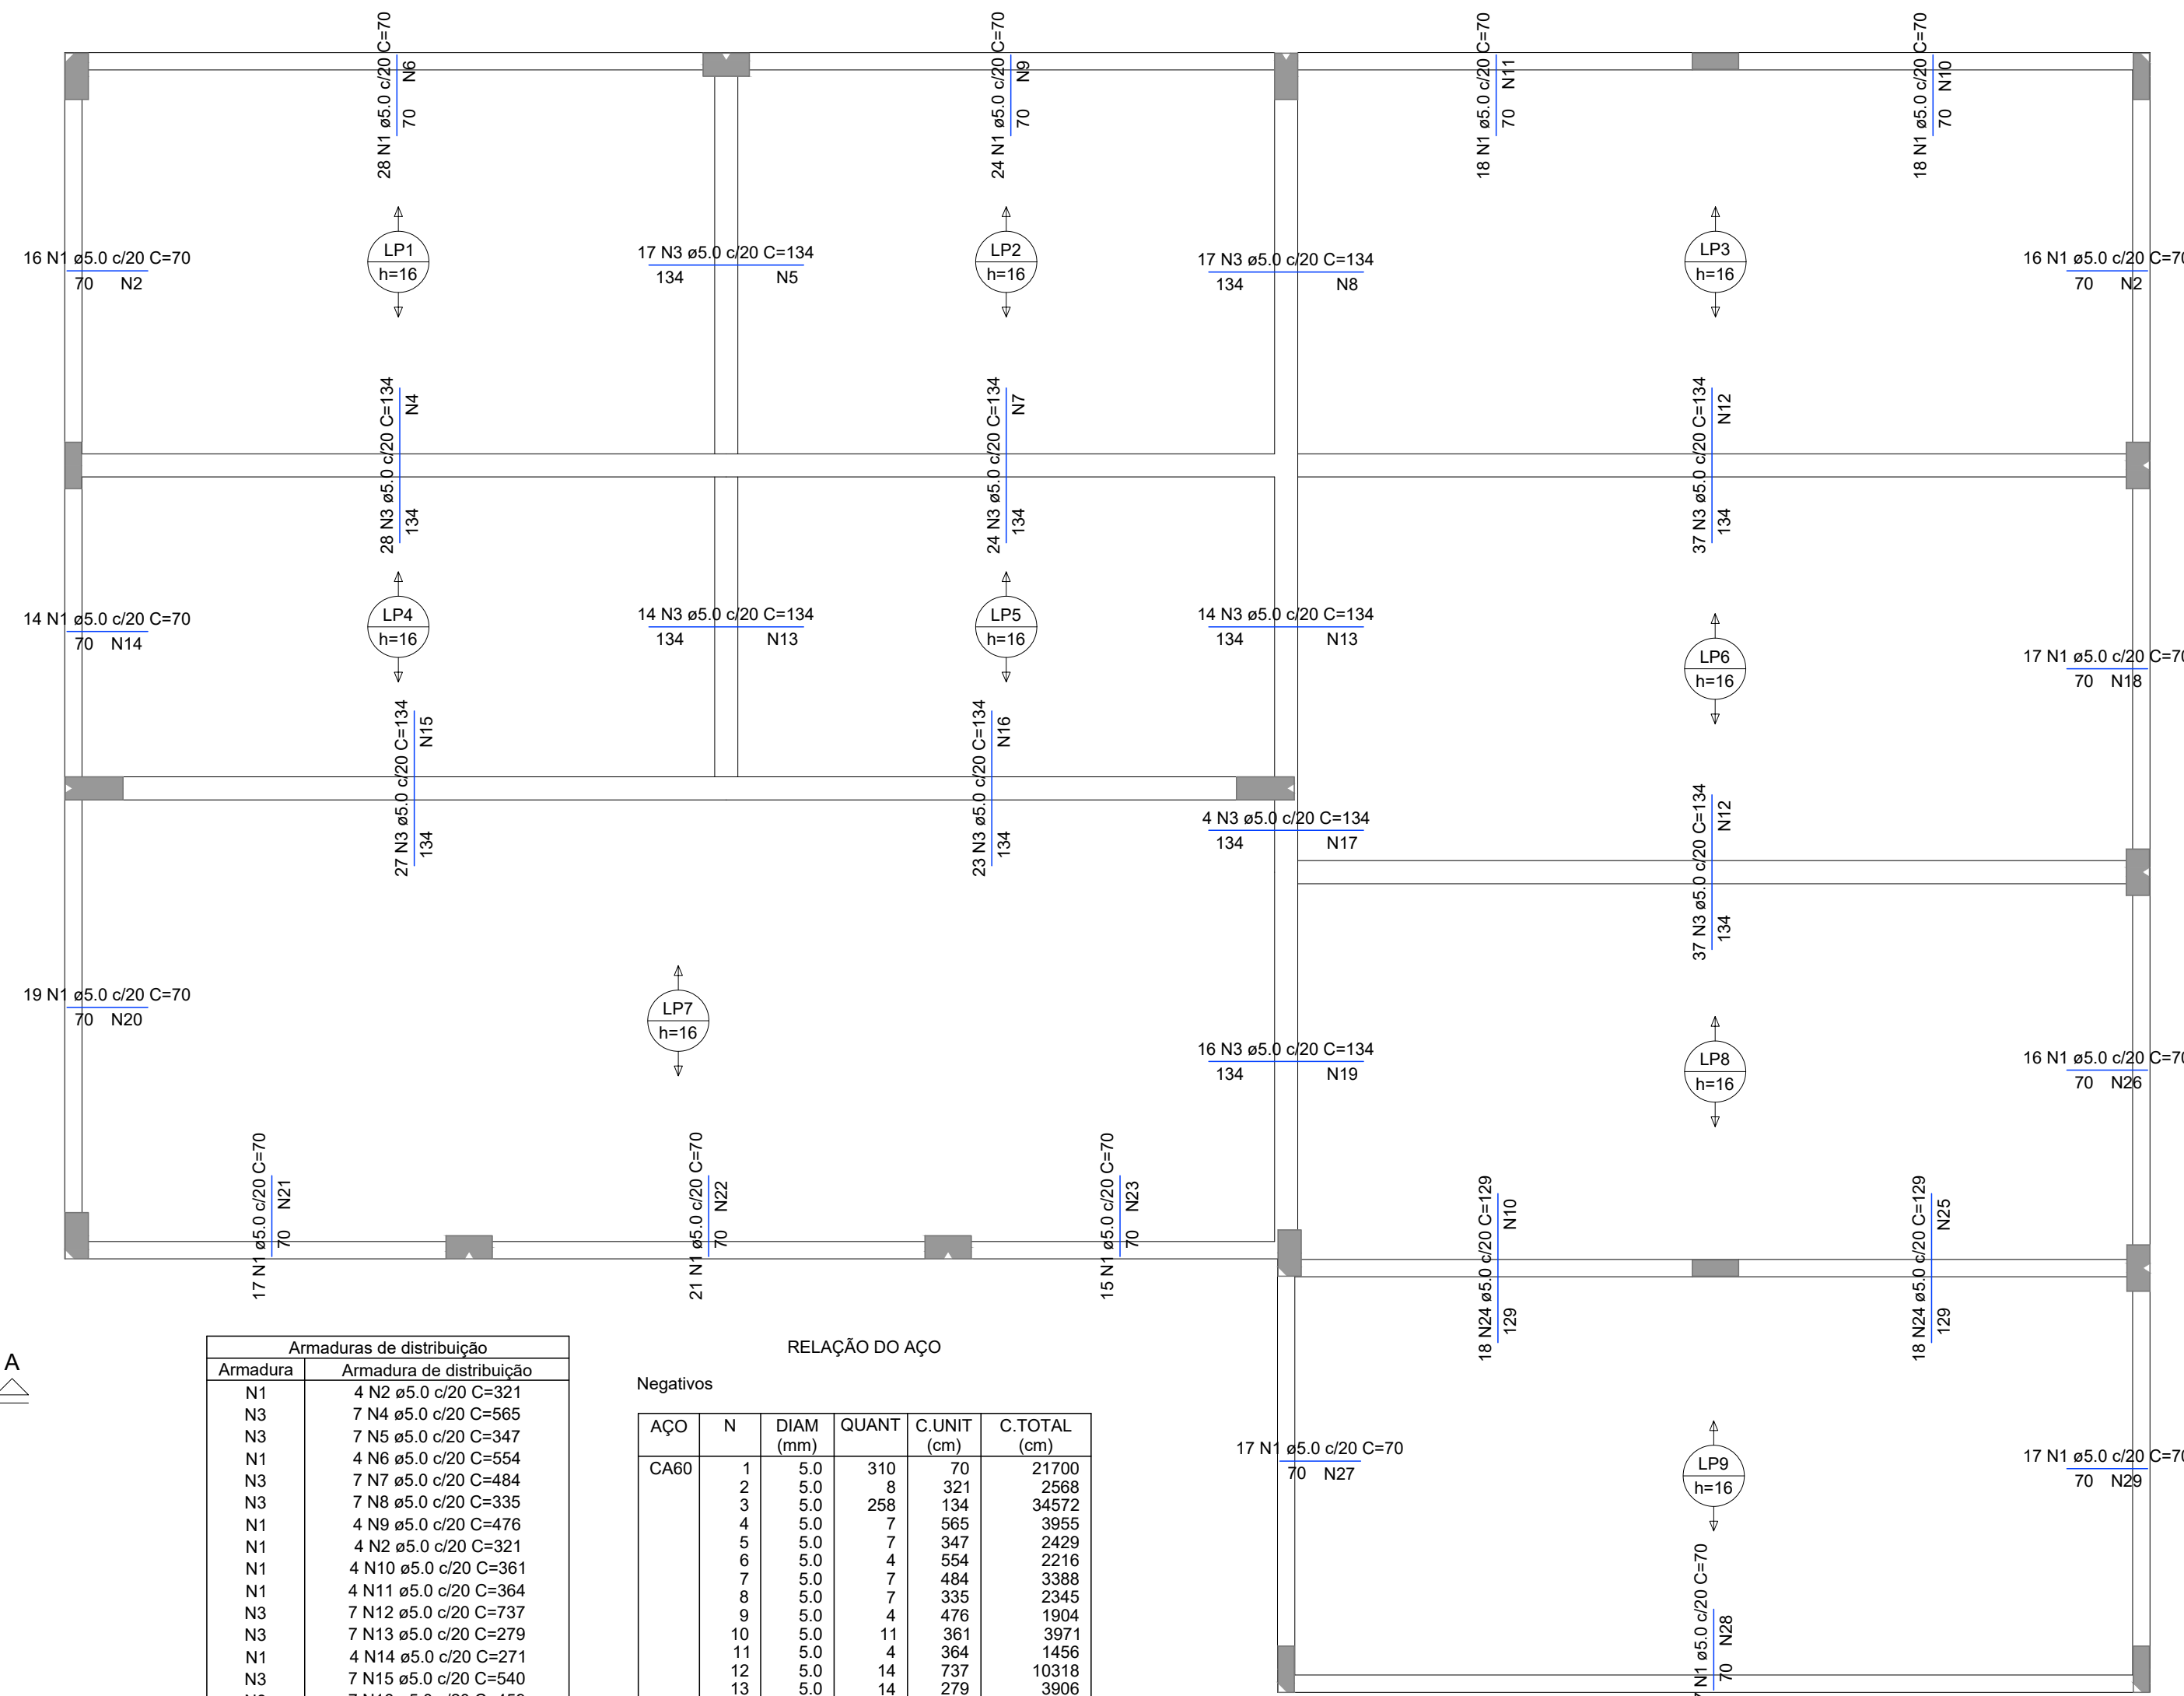 28 N1 ø5.0 c/20 C=70
70 N6
24 N1 ø5.0 c/20 C=70
70 N9
18 N1 ø5.0 c/20 C=70
70 N11
18 N1 ø5.0 c/20 C=70
70 N10
16 N1 ø5.0 c/20 C=70
70 N2
LP1
h=16
17 N3 ø5.0 c/20 C=134
134 N5
LP2
h=16
17 N3 ø5.0 c/20 C=134
134 N8
LP3
h=16
16 N1 ø5.0 c/20 C=70
70 N2
28 N3 ø5.0 c/20 C=134
134 N4
24 N3 ø5.0 c/20 C=134
134 N7
37 N3 ø5.0 c/20 C=134
134 N12
14 N1 ø5.0 c/20 C=70
70 N14
LP4
h=16
14 N3 ø5.0 c/20 C=134
134 N13
LP5
h=16
14 N3 ø5.0 c/20 C=134
134 N13
LP6
h=16
17 N1 ø5.0 c/20 C=70
70 N18
27 N3 ø5.0 c/20 C=134
134 N15
23 N3 ø5.0 c/20 C=134
134 N16
4 N3 ø5.0 c/20 C=134
134 N17
37 N3 ø5.0 c/20 C=134
134 N12
19 N1 ø5.0 c/20 C=70
70 N20
LP7
h=16
16 N3 ø5.0 c/20 C=134
134 N19
LP8
h=16
16 N1 ø5.0 c/20 C=70
70 N26
17 N1 ø5.0 c/20 C=70
70 N21
21 N1 ø5.0 c/20 C=70
70 N22
15 N1 ø5.0 c/20 C=70
70 N23
18 N24 ø5.0 c/20 C=129
129 N10
18 N24 ø5.0 c/20 C=129
129 N25
17 N1 ø5.0 c/20 C=70
70 N27
LP9
h=16
17 N1 ø5.0 c/20 C=70
70 N29
N1 ø5.0 c/20 C=70
70 N28
A
Armaduras de distribuição
Armadura Armadura de distribuição
N1 4 N2 ø5.0 c/20 C=321
N3 7 N4 ø5.0 c/20 C=565
N3 7 N5 ø5.0 c/20 C=347
N1 4 N6 ø5.0 c/20 C=554
N3 7 N7 ø5.0 c/20 C=484
N3 7 N8 ø5.0 c/20 C=335
N1 4 N9 ø5.0 c/20 C=476
N1 4 N2 ø5.0 c/20 C=321
N1 4 N10 ø5.0 c/20 C=361
N1 4 N11 ø5.0 c/20 C=364
N3 7 N12 ø5.0 c/20 C=737
N3 7 N13 ø5.0 c/20 C=279
N1 4 N14 ø5.0 c/20 C=271
N3 7 N15 ø5.0 c/20 C=540
RELAÇÃO DO AÇO
Negativos
AÇO N DIAM QUANT C.UNIT C.TOTAL
(mm) (cm) (cm)
CA60 1 5.0 310 70 21700
2 5.0 8 321 2568
3 5.0 258 134 34572
4 5.0 7 565 3955
5 5.0 7 347 2429
6 5.0 4 554 2216
7 5.0 7 484 3388
8 5.0 7 335 2345
9 5.0 4 476 1904
10 5.0 11 361 3971
11 5.0 4 364 1456
12 5.0 14 737 10318
13 5.0 14 279 3906